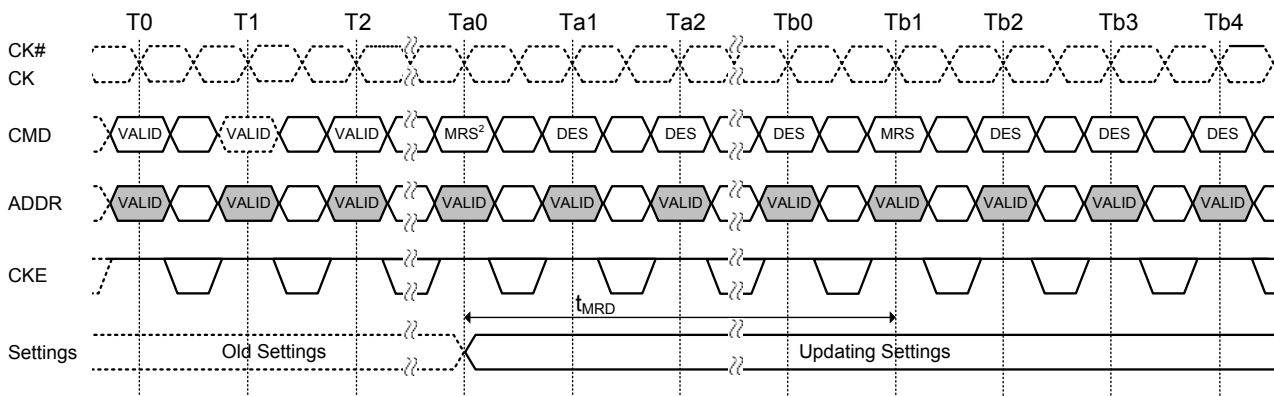 T0 T1 T2 Ta0 Ta1 Ta2 Tb0 Tb1 Tb2 Tb3 Tb4
CK#
CK
CMD VALID VALID VALID MRS² DES DES DES MRS DES DES DES
ADDR VALID VALID VALID VALID VALID VALID VALID VALID VALID VALID VALID
CKE
tMRD
Settings Old Settings Updating Settings